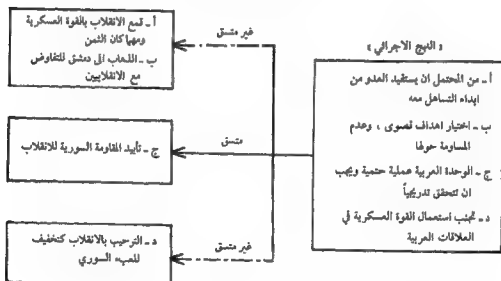 « النهج الاجرائي »
أ ـ من المحتمل ان يستفيد العدو من
ابداء التساهل معه
ب ـ اختيار اهداف قصوى ، وعدم
المساومة حولها
ج ـ الوحدة العربية عملية حتمية ويجب
ان تتحقق تدريجياً
د ـ تجنب استعمال القوة العسكرية في
العلاقات العربية
غير متسق
أ ـ قمع الانقلاب بالقوة العسكرية
ومهما كان الثمن
ب ـ الذهاب الى دمشق للتفاوض
مع الانقلابيين
متسق
ج ـ تأييد المقاومة السورية للانقلاب
غير متسق
د ـ الترحيب بالانقلاب كتخفيف
للعبء السوري